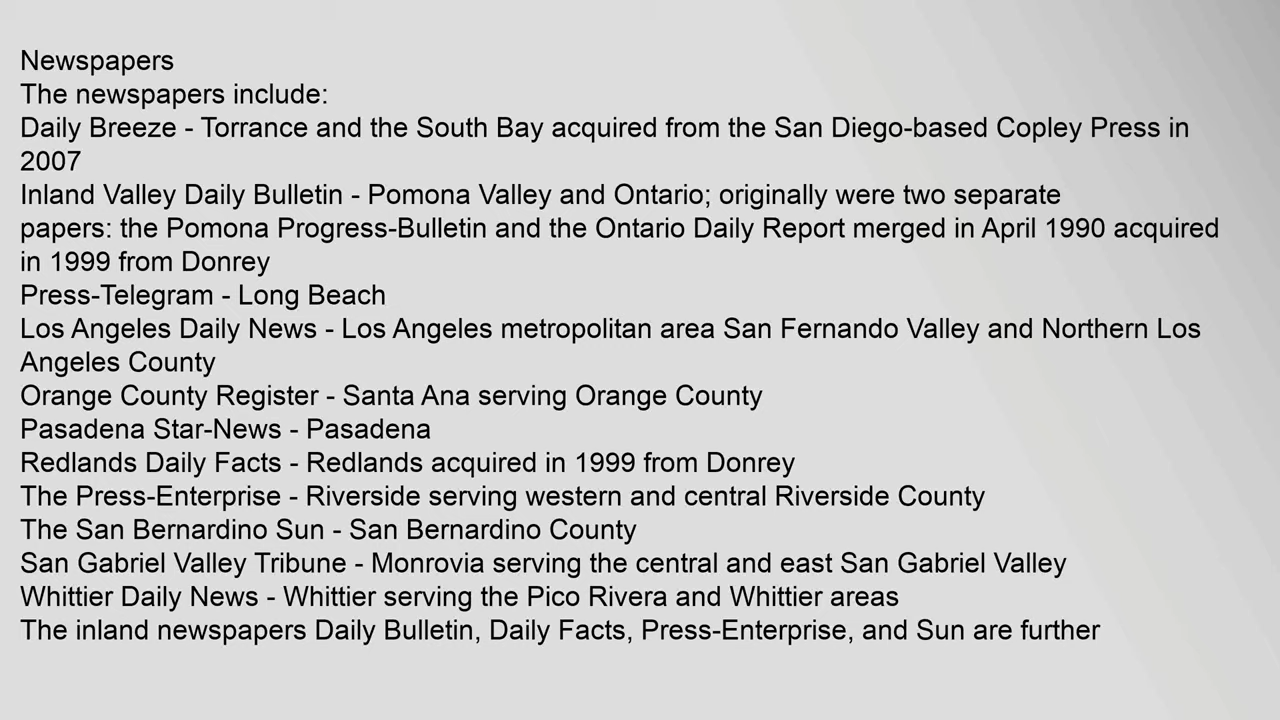 Newspapers
The newspapers include:
Daily Breeze - Torrance and the South Bay acquired from the San Diego-based Copley Press in
2007
Inland Valley Daily Bulletin - Pomona Valley and Ontario; originally were two separate
papers: the Pomona Progress-Bulletin and the Ontario Daily Report merged in April 1990 acquired
in 1999 from Donrey
Press-Telegram - Long Beach
Los Angeles Daily News - Los Angeles metropolitan area San Fernando Valley and Northern Los
Angeles County
Orange County Register - Santa Ana serving Orange County
Pasadena Star-News - Pasadena
Redlands Daily Facts - Redlands acquired in 1999 from Donrey
The Press-Enterprise - Riverside serving western and central Riverside County
The San Bernardino Sun - San Bernardino County
San Gabriel Valley Tribune - Monrovia serving the central and east San Gabriel Valley
Whittier Daily News - Whittier serving the Pico Rivera and Whittier areas
The inland newspapers Daily Bulletin, Daily Facts, Press-Enterprise, and Sun are further